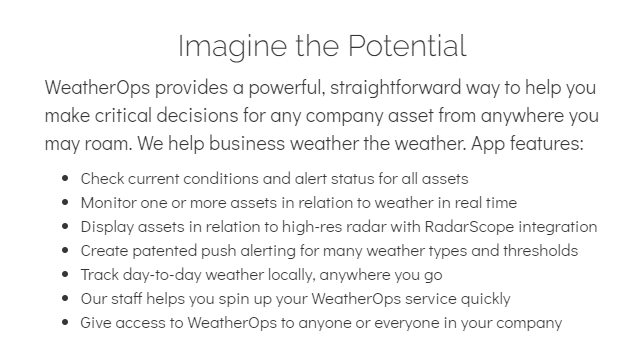 Imagine the Potential
WeatherOps provides a powerful, straightforward way to help you
make critical decisions for any company asset from anywhere you
may roam. We help business weather the weather. App features:
• Check current conditions and alert status for all assets
• Monitor one or more assets in relation to weather in real time
• Display assets in relation to high-res radar with RadarScope integration
• Create patented push alerting for many weather types and thresholds
• Track day-to-day weather locally, anywhere you go
• Our staff helps you spin up your WeatherOps service quickly
• Give access to WeatherOps to anyone or everyone in your company